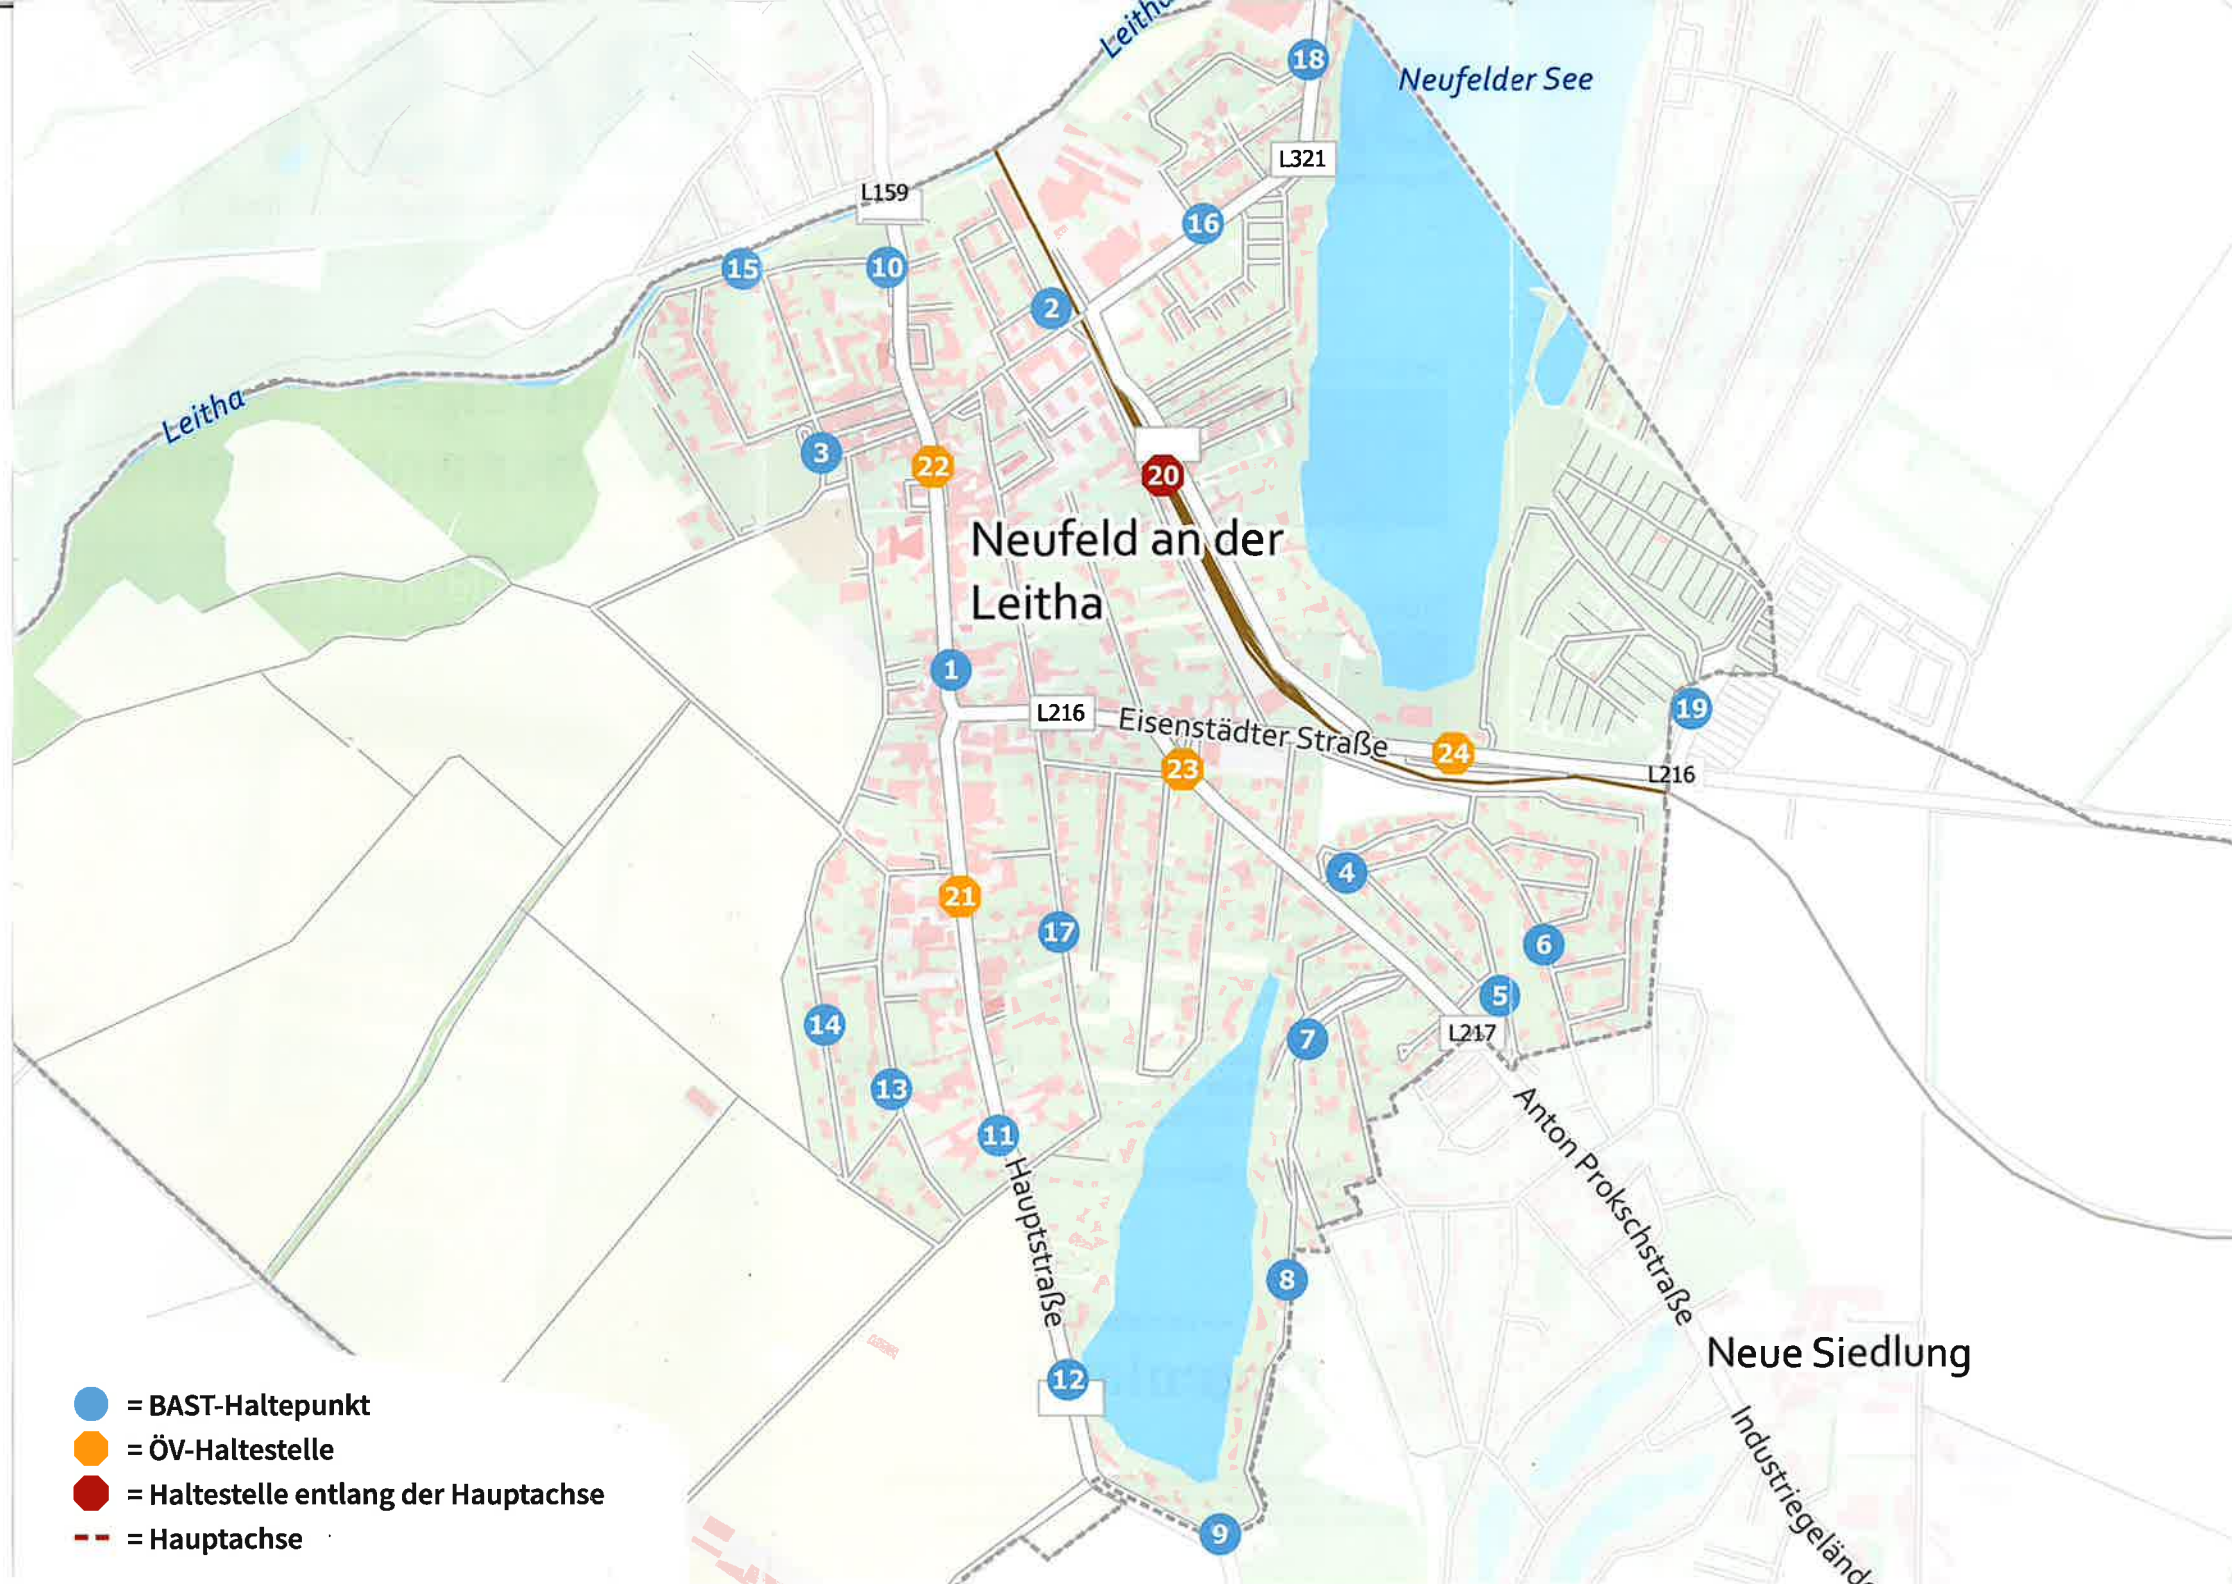 Leitha
18
Neufelder See
L321
L159
16
15
10
2
Leitha
3
22
20
Neufeld an der
Leitha
1
L216
Eisenstädter Straße
19
24
23
L216
4
21
17
6
5
14
7
L217
13
11
Anton Prokschstraße
Hauptstraße
8
Neue Siedlung
12
Industriegelände
9
= BAST-Haltepunkt
= ÖV-Haltestelle
= Haltestelle entlang der Hauptachse
= Hauptachse